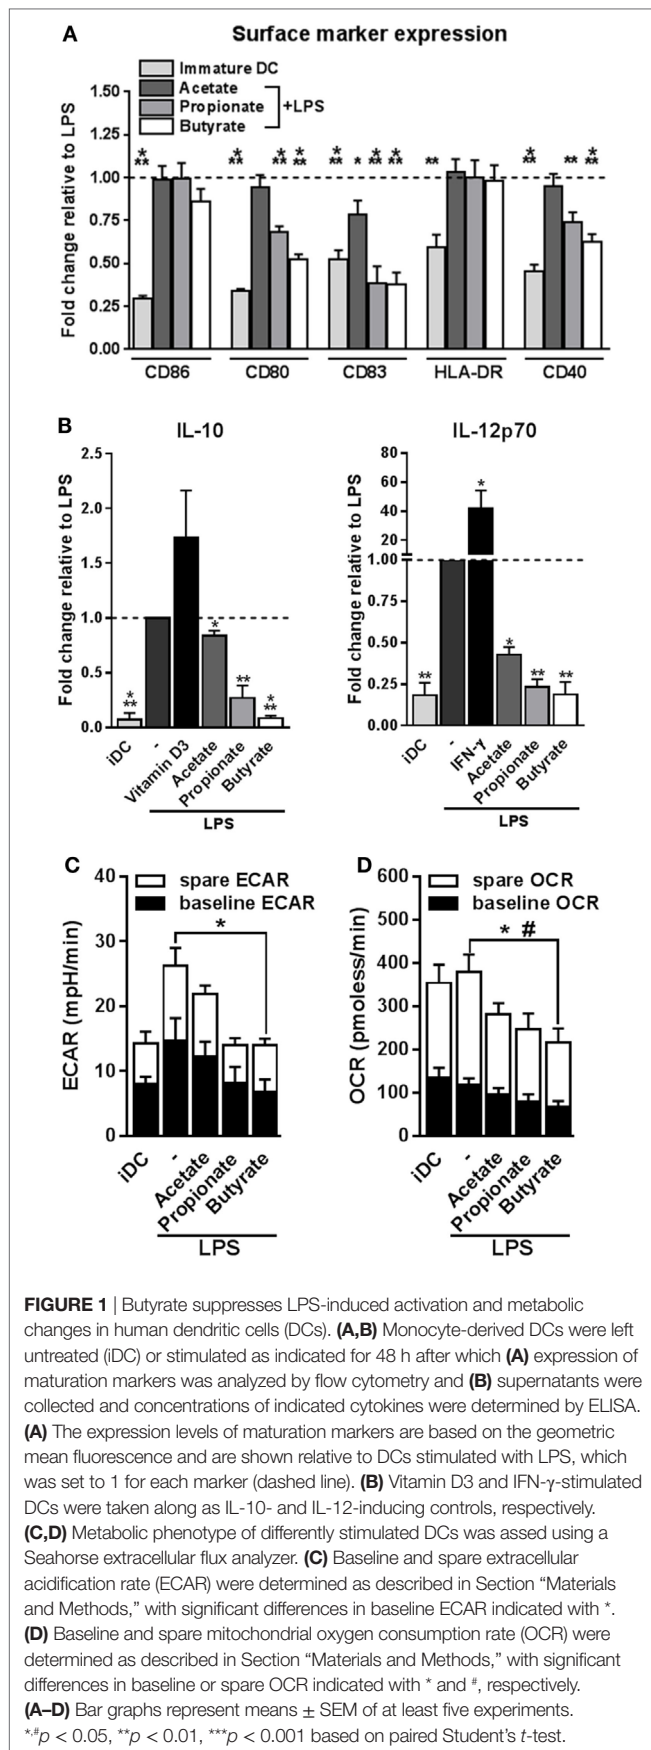 A
Surface marker expression
Immature DC
Acetate
Propionate
Butyrate
+LPS
Fold change relative to LPS
1.50
1.25
1.00
0.75
0.50
0.25
0.00
*
** ** ** ** ** * ** ** ** ** ** **
CD86
CD80
CD83
HLA-DR
CD40
B
IL-10
Fold change relative to LPS
2.5
2.0
1.5
1.0
0.5
0.0
*
**
*
**
*
**
iDC
-
Vitamin D3
Acetate
Propionate
Butyrate
LPS
IL-12p70
Fold change relative to LPS
80
60
40
20
1.00
0.75
0.50
0.25
0.00
**
*
*
**
**
iDC
-
IFN-γ
Acetate
Propionate
Butyrate
LPS
C
spare ECAR
baseline ECAR
ECAR (mpH/min)
40
30
20
10
0
*
iDC
-
Acetate
Propionate
Butyrate
LPS
D
spare OCR
baseline OCR
OCR (pmoless/min)
600
500
400
300
200
100
0
* #
iDC
-
Acetate
Propionate
Butyrate
LPS
FIGURE 1 | Butyrate suppresses LPS-induced activation and metabolic
changes in human dendritic cells (DCs). (A,B) Monocyte-derived DCs were left
untreated (iDC) or stimulated as indicated for 48 h after which (A) expression of
maturation markers was analyzed by flow cytometry and (B) supernatants were
collected and concentrations of indicated cytokines were determined by ELISA.
(A) The expression levels of maturation markers are based on the geometric
mean fluorescence and are shown relative to DCs stimulated with LPS, which
was set to 1 for each marker (dashed line). (B) Vitamin D3 and IFN-γ-stimulated
DCs were taken along as IL-10- and IL-12-inducing controls, respectively.
(C,D) Metabolic phenotype of differently stimulated DCs was assed using a
Seahorse extracellular flux analyzer. (C) Baseline and spare extracellular
acidification rate (ECAR) were determined as described in Section “Materials
and Methods,” with significant differences in baseline ECAR indicated with *.
(D) Baseline and spare mitochondrial oxygen consumption rate (OCR) were
determined as described in Section “Materials and Methods,” with significant
differences in baseline or spare OCR indicated with * and #, respectively.
(A–D) Bar graphs represent means ± SEM of at least five experiments.
*,#p < 0.05, **p < 0.01, ***p < 0.001 based on paired Student’s t-test.